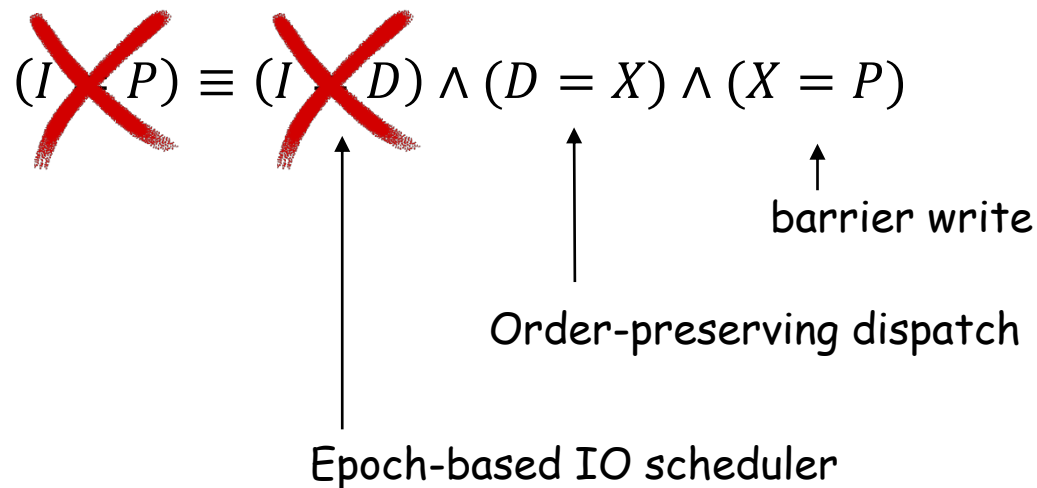 (I = P) ≡ (I = D) ∧ (D = X) ∧ (X = P)
barrier write
Order-preserving dispatch
Epoch-based IO scheduler